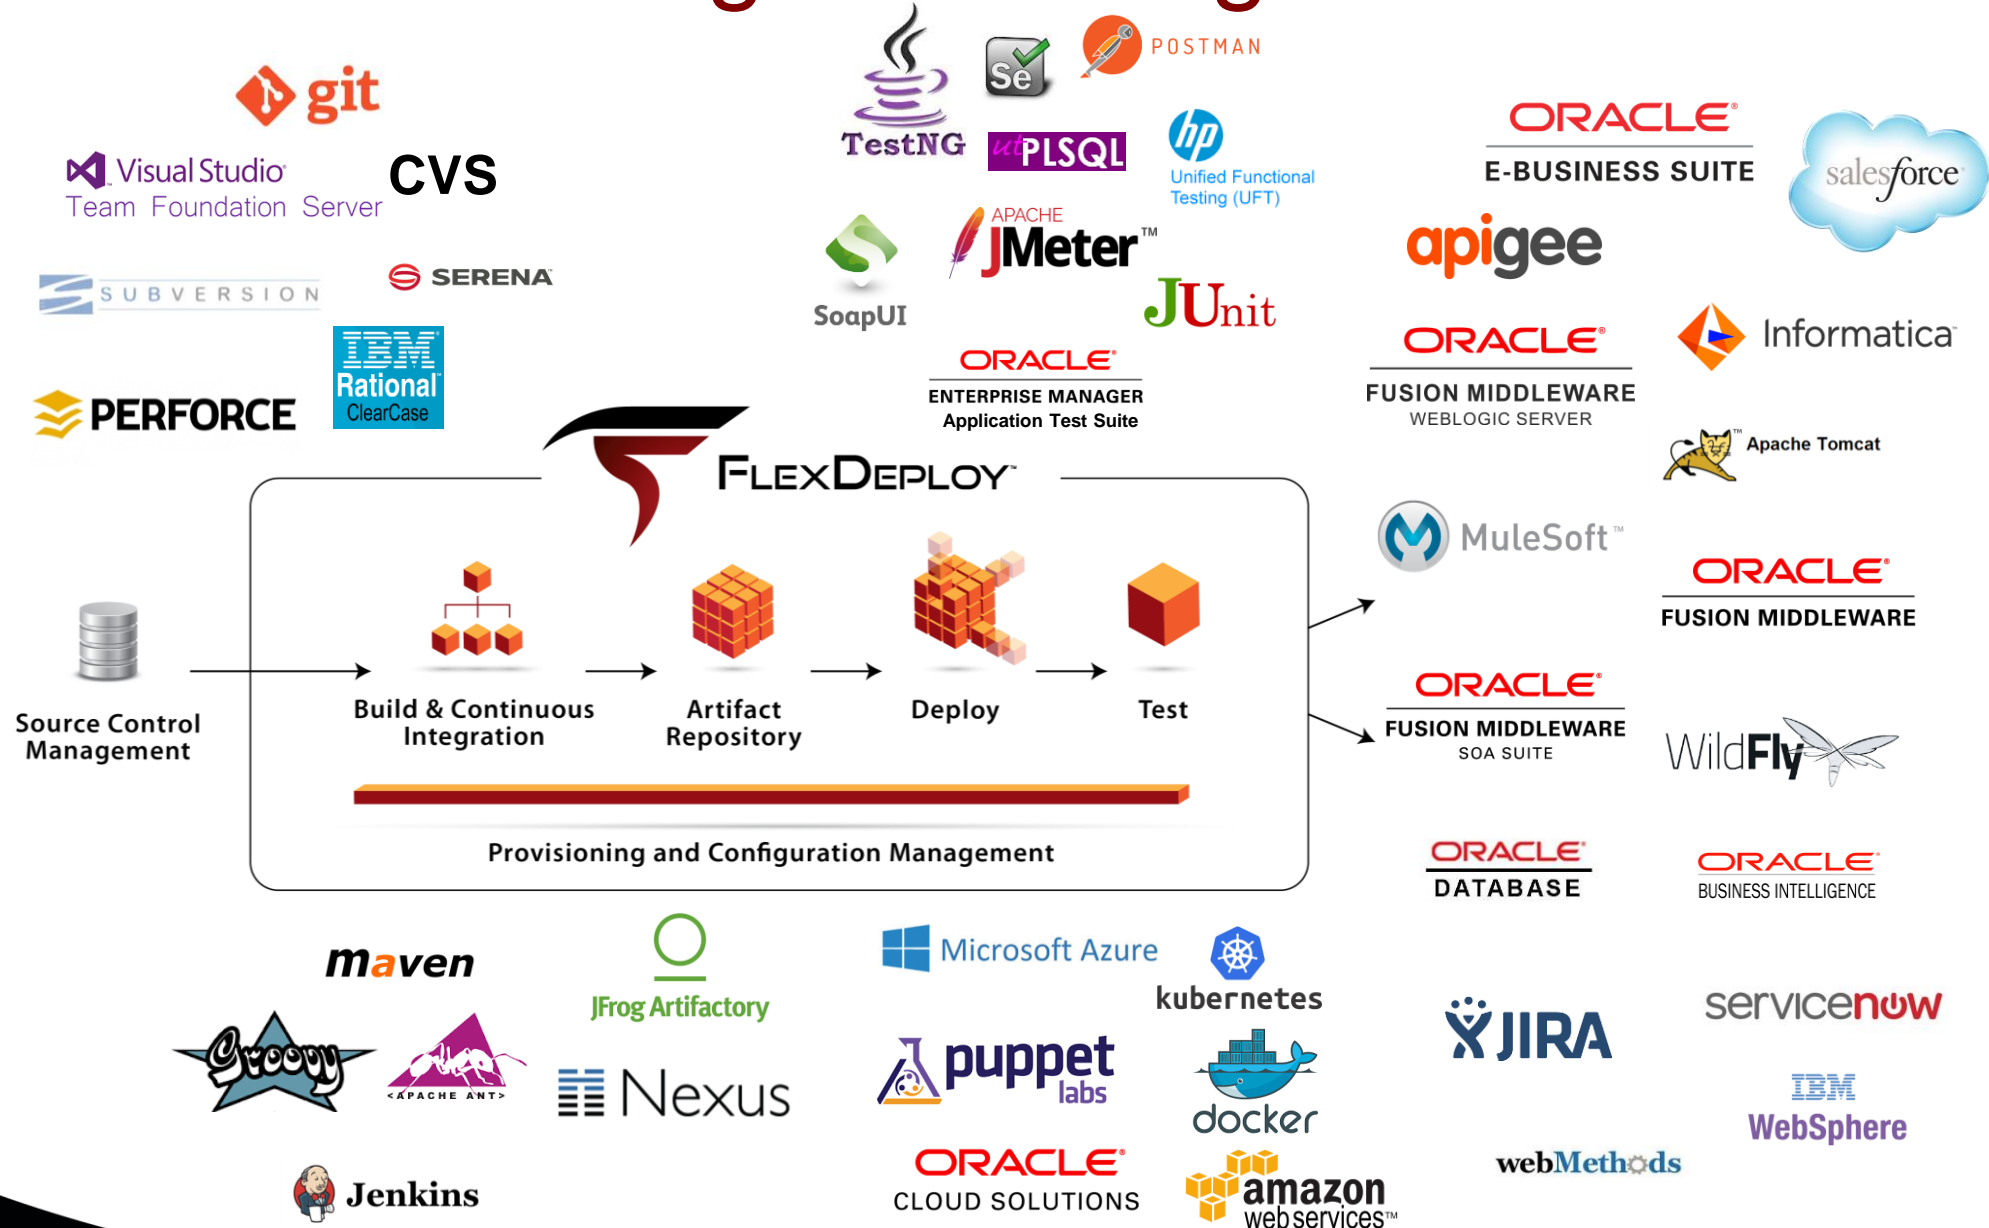 git
Visual Studio
Team Foundation Server
CVS
SUBVERSION
SERENA
IBM
Rational
ClearCase
PERFORCE
TestNG
Se
POSTMAN
utPLSQL
hp
Unified Functional
Testing (UFT)
SoapUI
APACHE
JMeter™
JUnit
ORACLE®
ENTERPRISE MANAGER
Application Test Suite
ORACLE®
E-BUSINESS SUITE
salesforce
apigee
ORACLE®
FUSION MIDDLEWARE
WEBLOGIC SERVER
Informatica
Apache Tomcat
™
MuleSoft™
ORACLE®
FUSION MIDDLEWARE
ORACLE®
FUSION MIDDLEWARE
SOA SUITE
WildFly
ORACLE®
DATABASE
ORACLE®
BUSINESS INTELLIGENCE
FLEXDEPLOY™
Source Control
Management
Build & Continuous
Integration
Artifact
Repository
Deploy
Test
Provisioning and Configuration Management
maven
Groovy
<APACHE ANT>
Jenkins
JFrog Artifactory
Nexus
Microsoft Azure
kubernetes
puppet
labs
docker
ORACLE®
CLOUD SOLUTIONS
amazon
webservices™
JIRA
servicenow
IBM
WebSphere
webMethods